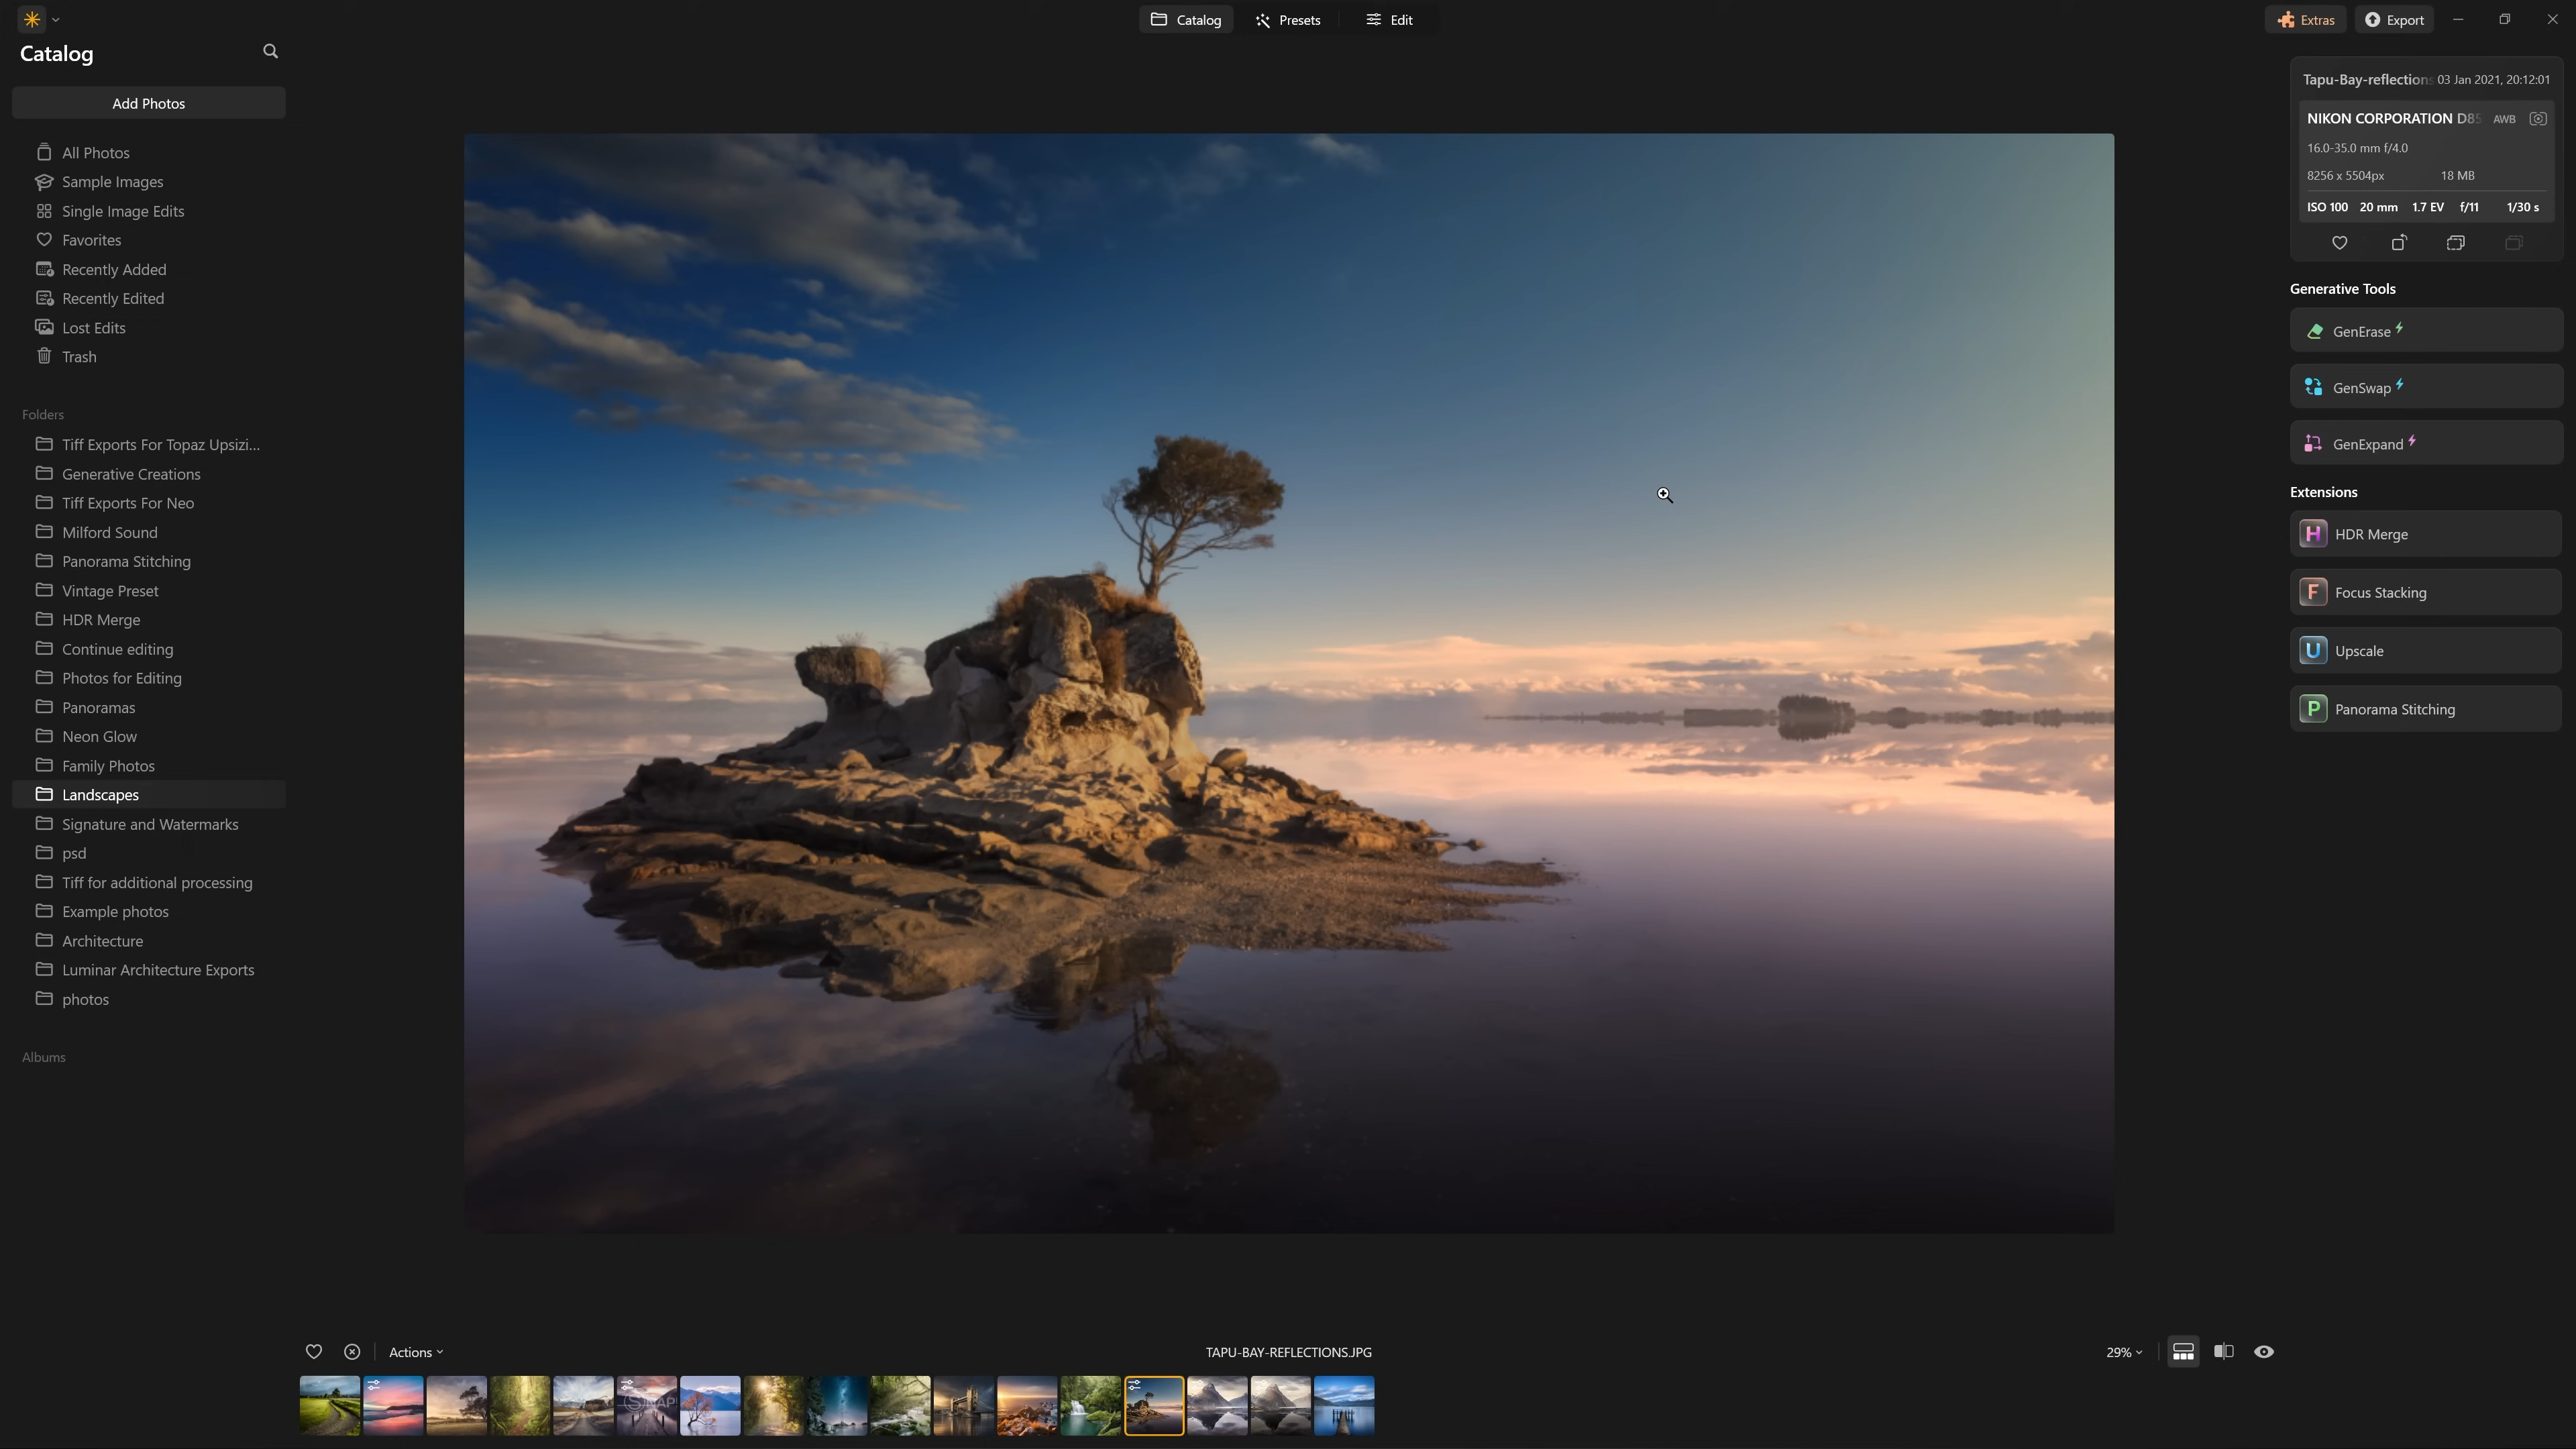 Catalog
Presets
Edit
Extras
Export
Catalog
Add Photos
All Photos
Sample Images
Single Image Edits
Favorites
Recently Added
Recently Edited
Lost Edits
Trash
Folders
Tiff Exports For Topaz Upsizi...
Generative Creations
Tiff Exports For Neo
Milford Sound
Panorama Stitching
Vintage Preset
HDR Merge
Continue editing
Photos for Editing
Panoramas
Neon Glow
Family Photos
Landscapes
Signature and Watermarks
psd
Tiff for additional processing
Example photos
Architecture
Luminar Architecture Exports
photos
Albums
Tapu-Bay-reflections 03 Jan 2021, 20:12:01
NIKON CORPORATION D85 AWB
16.0-35.0 mm f/4.0
8256 x 5504px 18 MB
ISO 100 20 mm 1.7 EV f/11 1/30 s
Generative Tools
GenErase
GenSwap
GenExpand
Extensions
H HDR Merge
F Focus Stacking
U Upscale
P Panorama Stitching
Actions
TAPU-BAY-REFLECTIONS.JPG
29%